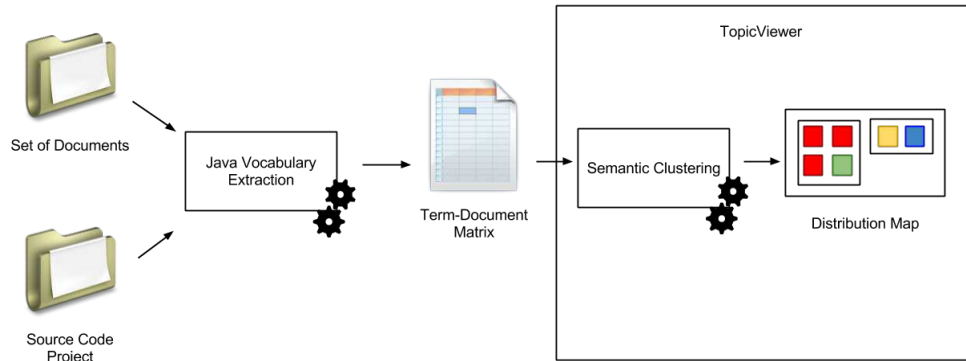 TopicViewer
Set of Documents
Java Vocabulary
Extraction
Semantic Clustering
Term-Document
Matrix
Distribution Map
Source Code
Project